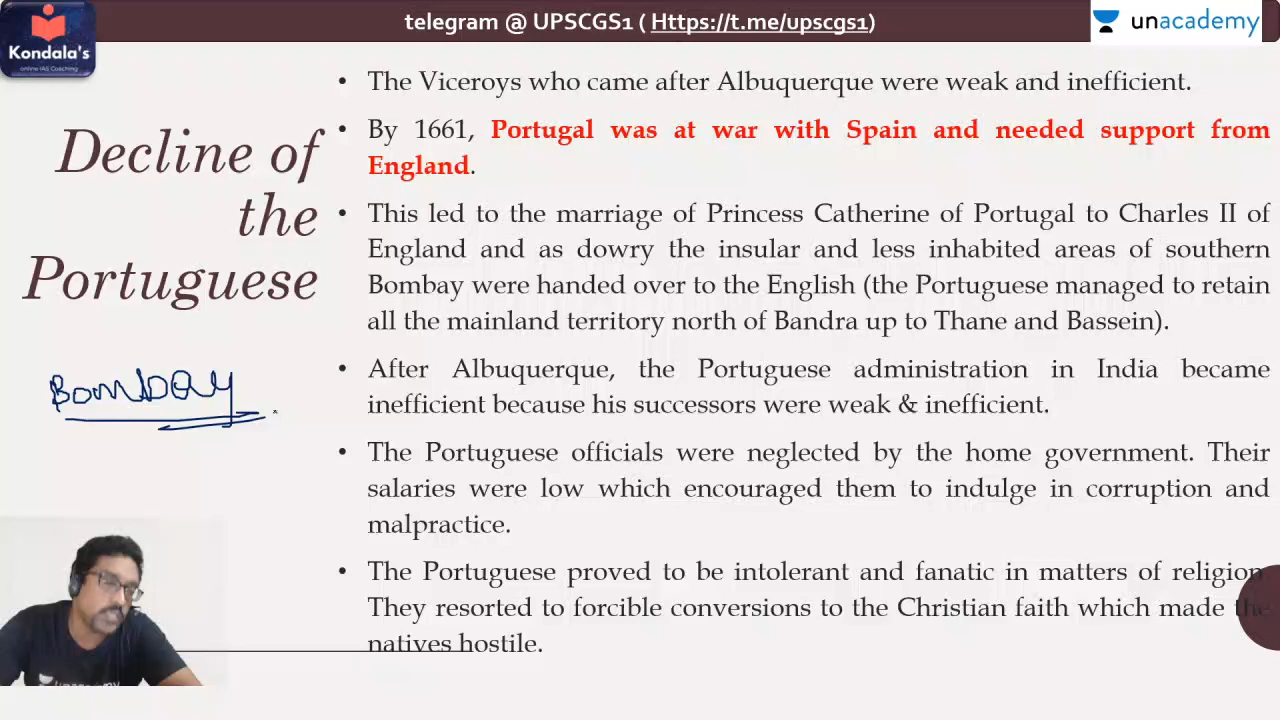 telegram @ UPSCGS1 ( Https://t.me/upscgs1)
unacademy
Kondala's
online IAS Coaching
Decline of
the
Portuguese
Bombay
• The Viceroys who came after Albuquerque were weak and inefficient.
• By 1661, Portugal was at war with Spain and needed support from
England.
• This led to the marriage of Princess Catherine of Portugal to Charles II of
England and as dowry the insular and less inhabited areas of southern
Bombay were handed over to the English (the Portuguese managed to retain
all the mainland territory north of Bandra up to Thane and Bassein).
• After Albuquerque, the Portuguese administration in India became
inefficient because his successors were weak & inefficient.
• The Portuguese officials were neglected by the home government. Their
salaries were low which encouraged them to indulge in corruption and
malpractice.
• The Portuguese proved to be intolerant and fanatic in matters of religion
They resorted to forcible conversions to the Christian faith which made the
natives hostile.